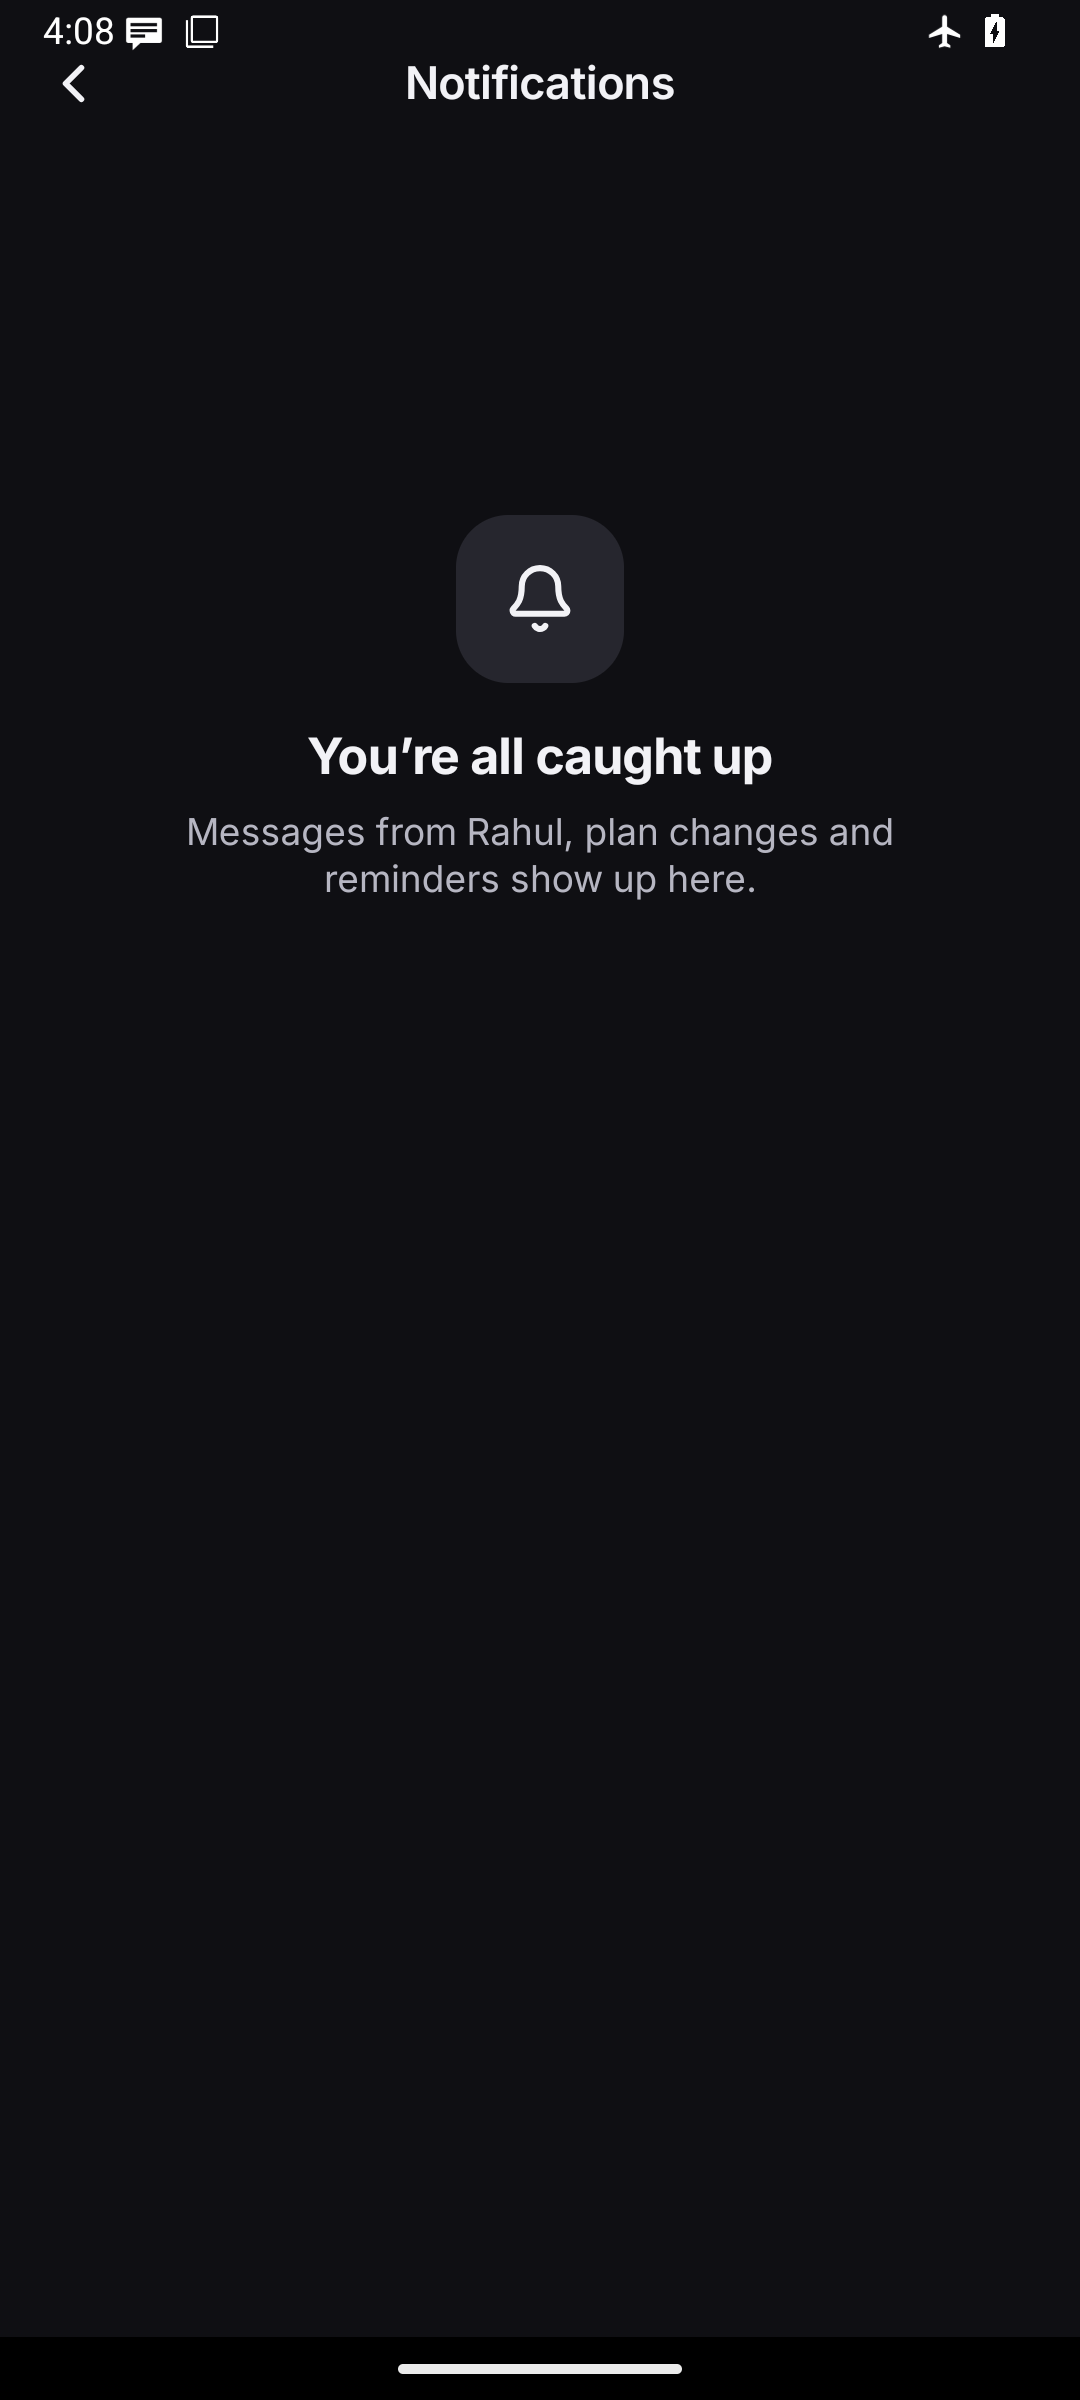 4:08
Notifications
You’re all caught up
Messages from Rahul, plan changes and
reminders show up here.